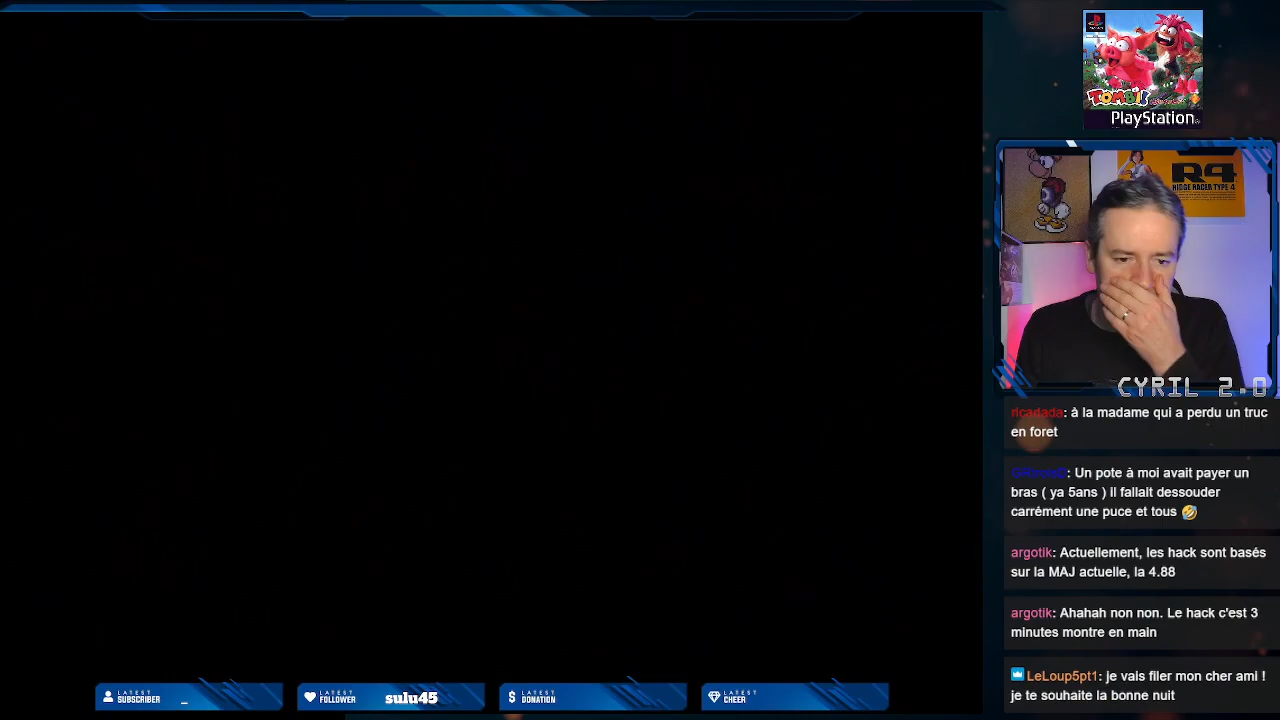 TOMBI!
PlayStation
R4
RIDGE RACER TYPE 4
CYRIL 2.0
ricadada: à la madame qui a perdu un truc
en foret
Un pote à moi avait payer un
bras ( ya 5ans ) il fallait dessouder
carrément une puce et tous 🤣
argotik: Actuellement, les hack sont basés
sur la MAJ actuelle, la 4.88
argotik: Ahahah non non. Le hack c'est 3
minutes montre en main
LeLoup5pt1: je vais filer mon cher ami !
je te souhaite la bonne nuit
LATEST
SUBSCRIBER _
LATEST
FOLLOWER sulu45
LATEST
DONATION
LATEST
CHEER